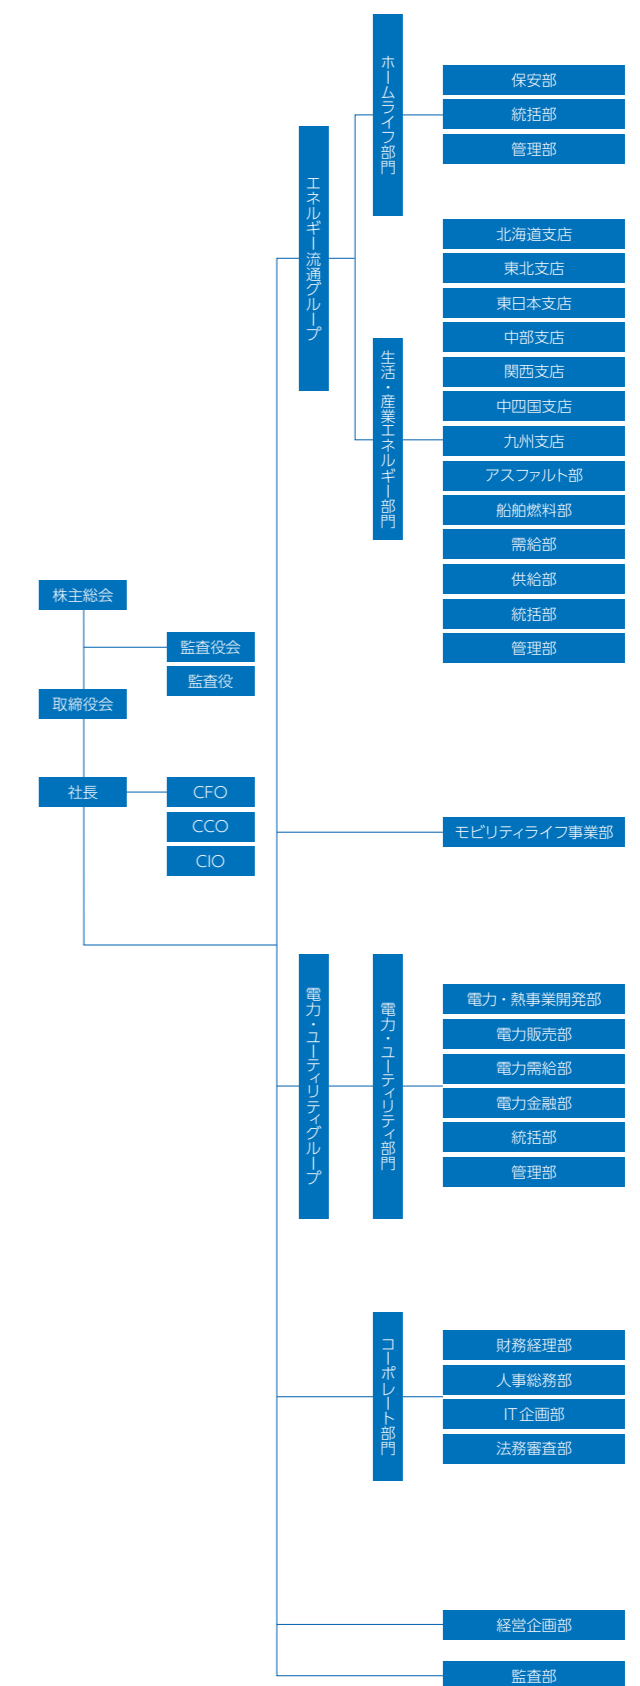 株主総会
監査役会
監査役
取締役会
社長
CFO
CCO
CIO
エネルギー流通グループ
ホームライフ部門
保安部
統括部
管理部
生活・産業エネルギー部門
北海道支店
東北支店
東日本支店
中部支店
関西支店
中四国支店
九州支店
アスファルト部
船舶燃料部
需給部
供給部
統括部
管理部
モビリティライフ事業部
電力・ユーティリティグループ
電力・ユーティリティ部門
電力・熱事業開発部
電力販売部
電力需給部
電力金融部
統括部
管理部
コーポレート部門
財務経理部
人事総務部
IT企画部
法務審査部
経営企画部
監査部